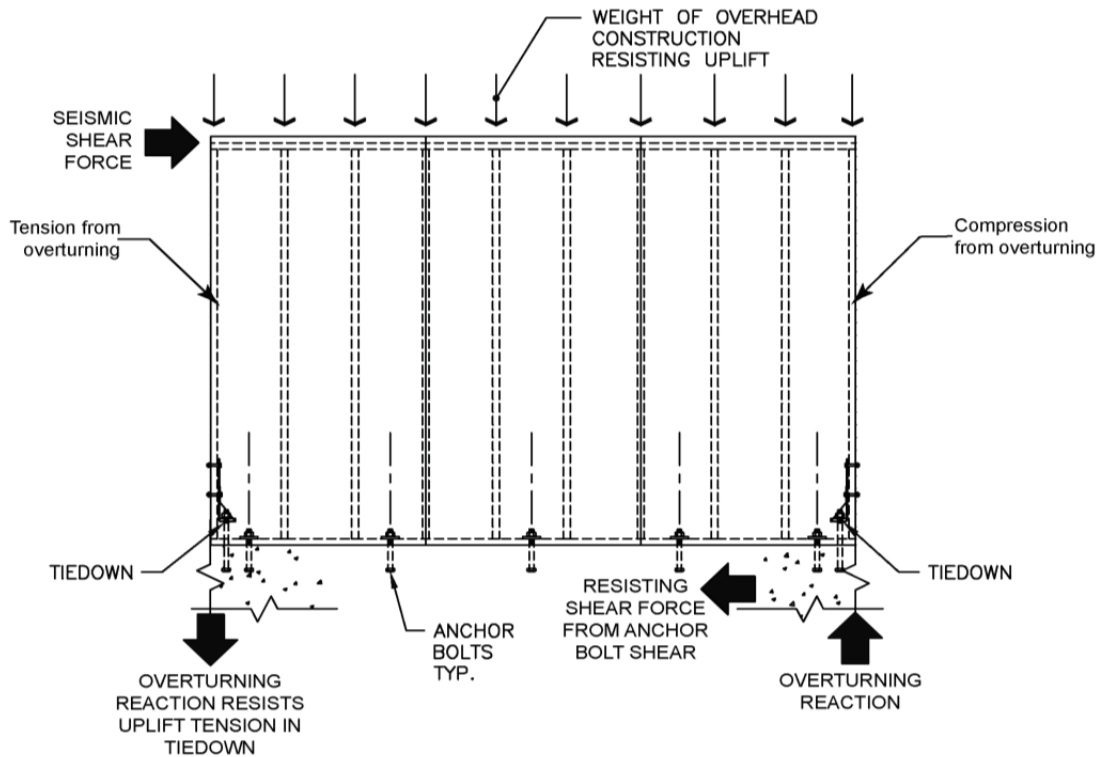 WEIGHT OF OVERHEAD
CONSTRUCTION
RESISTING UPLIFT
SEISMIC
SHEAR
FORCE
Tension from
overturning
Compression
from overturning
TIEDOWN
TIEDOWN
RESISTING
SHEAR FORCE
FROM ANCHOR
BOLT SHEAR
ANCHOR
BOLTS
TYP.
OVERTURNING
REACTION RESISTS
UPLIFT TENSION IN
TIEDOWN
OVERTURNING
REACTION